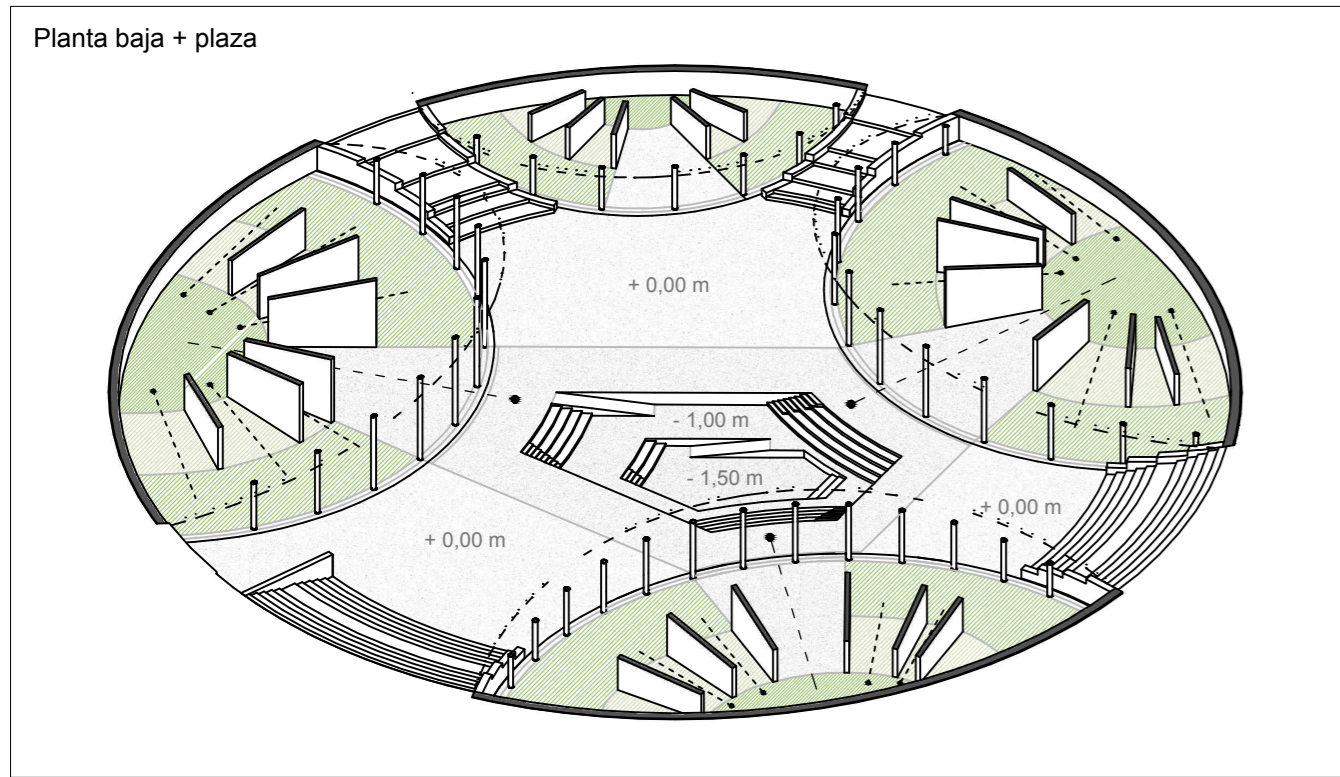 Planta baja + plaza
+ 0,00 m
- 1,00 m
- 1,50 m
+ 0,00 m
+ 0,00 m